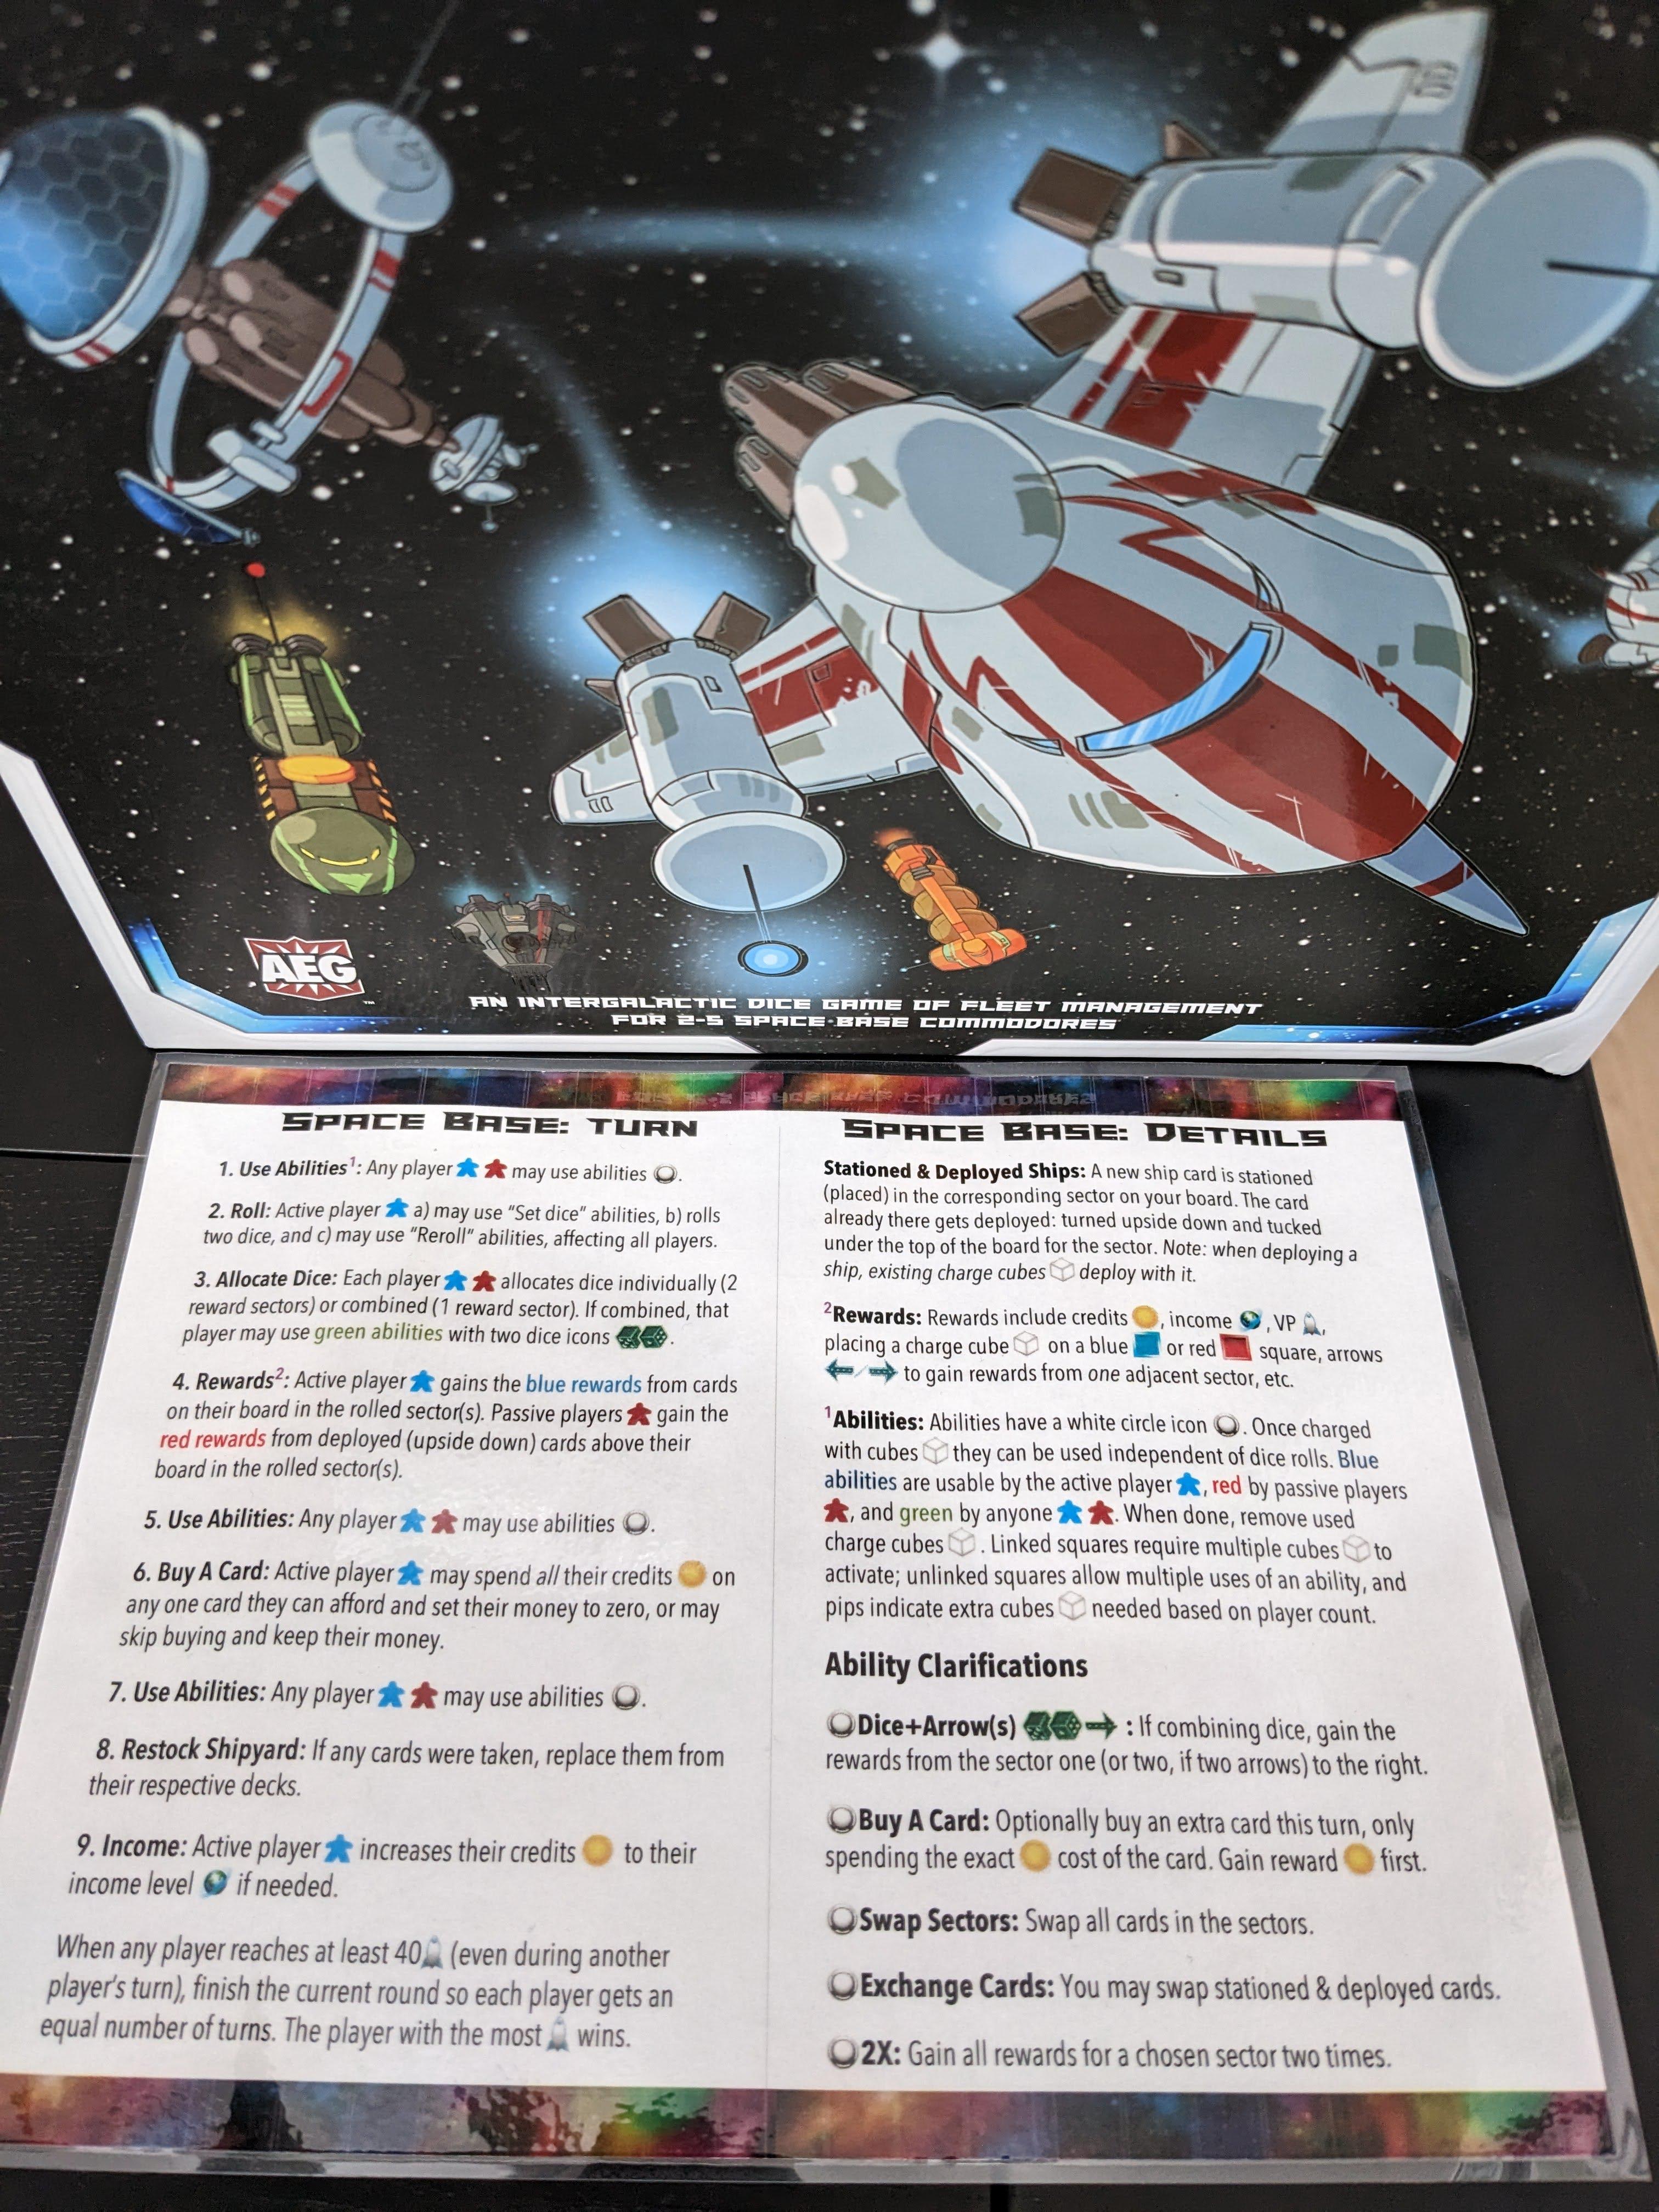 AEG
™
AN INTERGALACTIC DICE GAME OF FLEET MANAGEMENT
FOR 2-5 SPACE BASE COMMODORES
SPACE BASE: TURN
1. Use Abilities¹: Any player may use abilities .
2. Roll: Active player a) may use “Set dice” abilities, b) rolls
two dice, and c) may use “Reroll” abilities, affecting all players.
3. Allocate Dice: Each player allocates dice individually (2
reward sectors) or combined (1 reward sector). If combined, that
player may use green abilities with two dice icons .
4. Rewards²: Active player gains the blue rewards from cards
on their board in the rolled sector(s). Passive players gain the
red rewards from deployed (upside down) cards above their
board in the rolled sector(s).
5. Use Abilities: Any player may use abilities .
6. Buy A Card: Active player may spend all their credits on
any one card they can afford and set their money to zero, or may
skip buying and keep their money.
7. Use Abilities: Any player may use abilities .
8. Restock Shipyard: If any cards were taken, replace them from
their respective decks.
9. Income: Active player increases their credits to their
income level if needed.
When any player reaches at least 40 (even during another
player's turn), finish the current round so each player gets an
equal number of turns. The player with the most wins.
SPACE BASE: DETAILS
Stationed & Deployed Ships: A new ship card is stationed
(placed) in the corresponding sector on your board. The card
already there gets deployed: turned upside down and tucked
under the top of the board for the sector. Note: when deploying a
ship, existing charge cubes deploy with it.
²Rewards: Rewards include credits , income , VP ,
placing a charge cube on a blue or red square, arrows
/ to gain rewards from one adjacent sector, etc.
¹Abilities: Abilities have a white circle icon . Once charged
with cubes they can be used independent of dice rolls. Blue
abilities are usable by the active player , red by passive players
, and green by anyone . When done, remove used
charge cubes . Linked squares require multiple cubes to
activate; unlinked squares allow multiple uses of an ability, and
pips indicate extra cubes needed based on player count.
Ability Clarifications
Dice+Arrow(s) : If combining dice, gain the
rewards from the sector one (or two, if two arrows) to the right.
Buy A Card: Optionally buy an extra card this turn, only
spending the exact cost of the card. Gain reward first.
Swap Sectors: Swap all cards in the sectors.
Exchange Cards: You may swap stationed & deployed cards.
2X: Gain all rewards for a chosen sector two times.